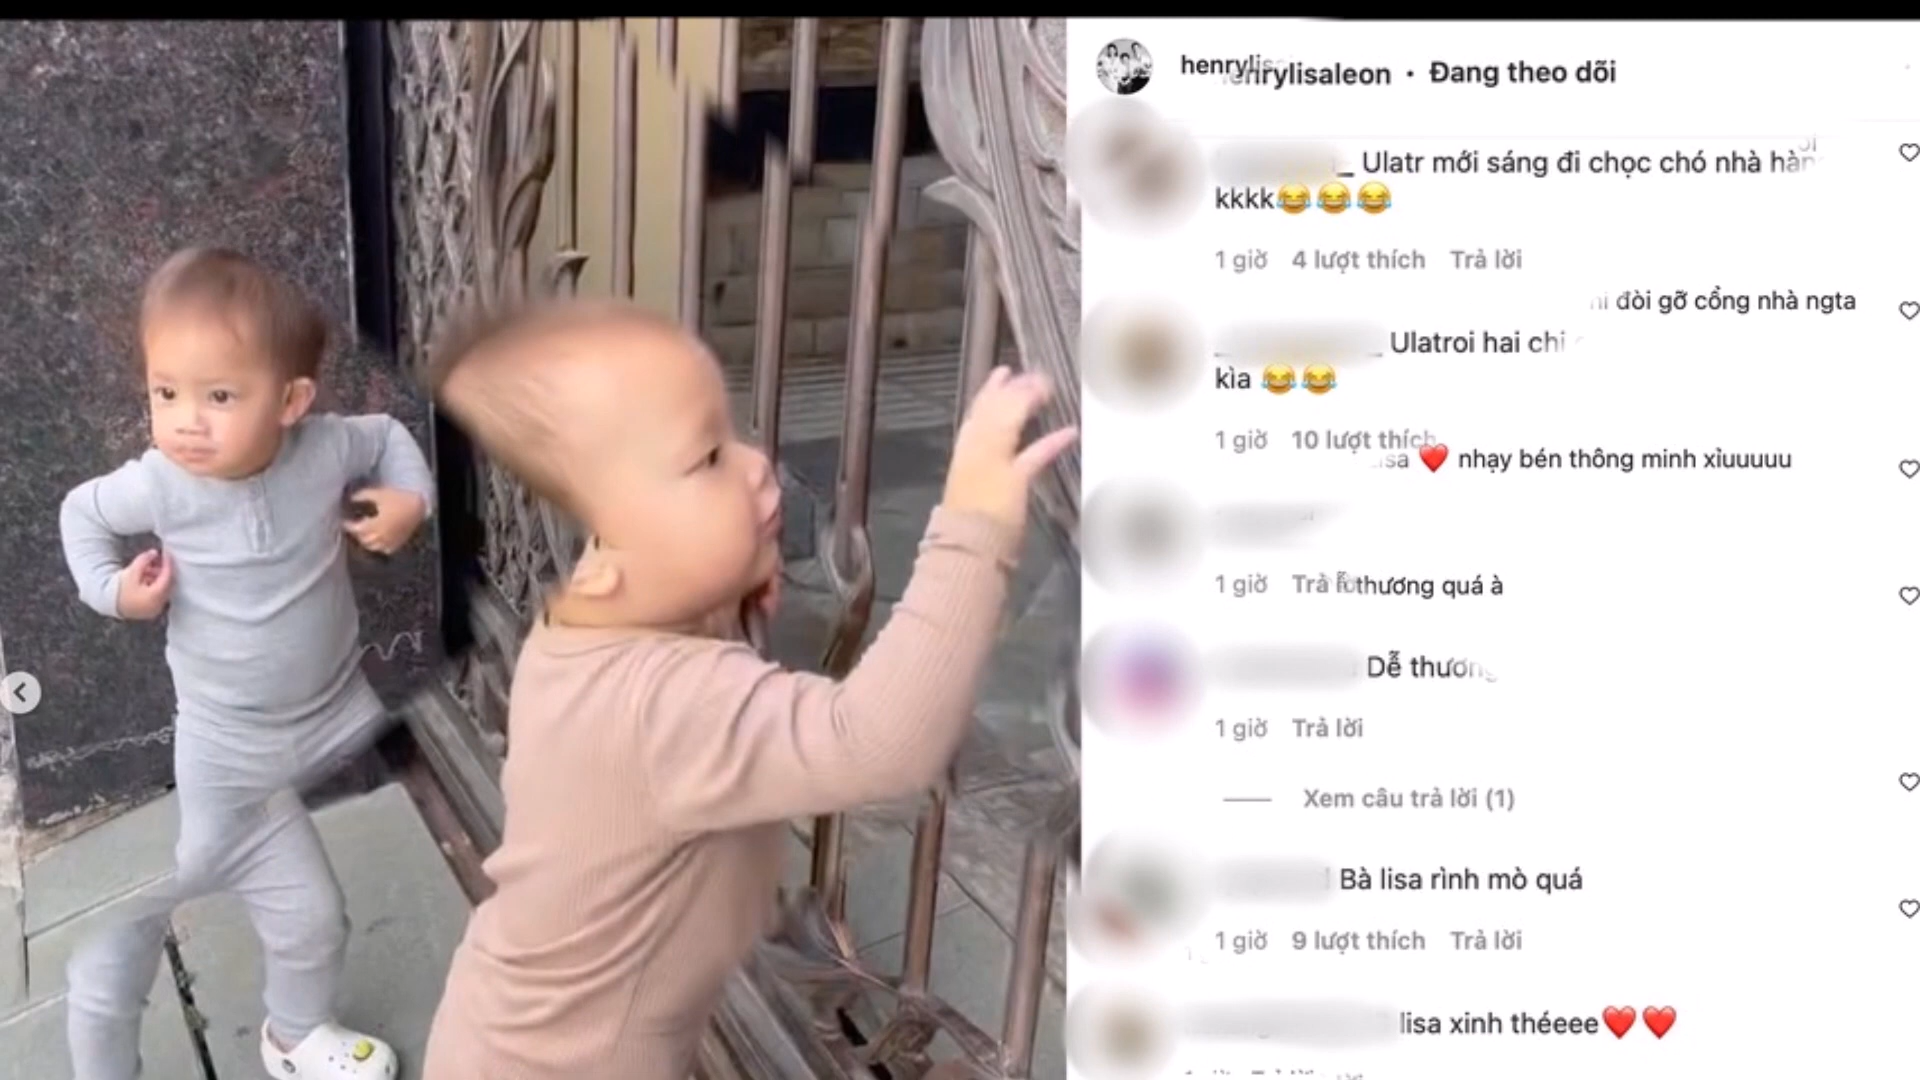 henrylisaleon • Đang theo dõi
Ulatr mới sáng đi chọc chó nhà
kkkk😂😂😂
1 giờ 4 lượt thích Trả lời
đòi gỡ cổng nhà ngta
Ulatroi hai chi
kìa 😂😂
1 giờ 10 lượt thích
❤️ nhạy bén thông minh xìuuuuu
1 giờ Trả
thương quá à
Dễ thương
1 giờ Trả lời
Xem câu trả lời (1)
Bà lisa rình mò quá
1 giờ 9 lượt thích Trả lời
lisa xinh théeee❤️❤️